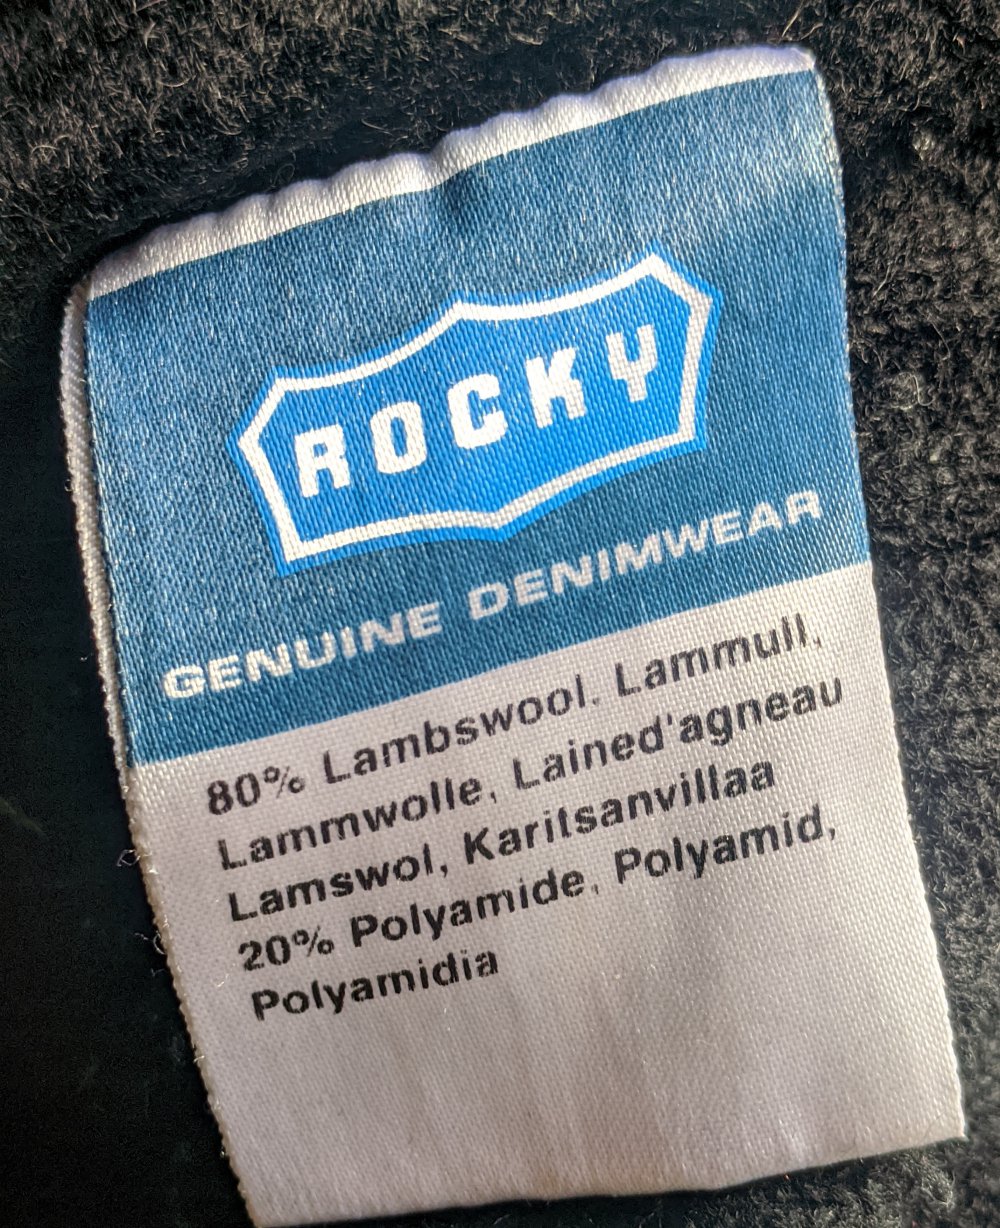 ROCKY
GENUINE DENIMWEAR
80% Lambswool, Lammull,
Lammwolle, Lained'agneau
Lamswol, Karitsanvillaa
20% Polyamide, Polyamid,
Polyamidia